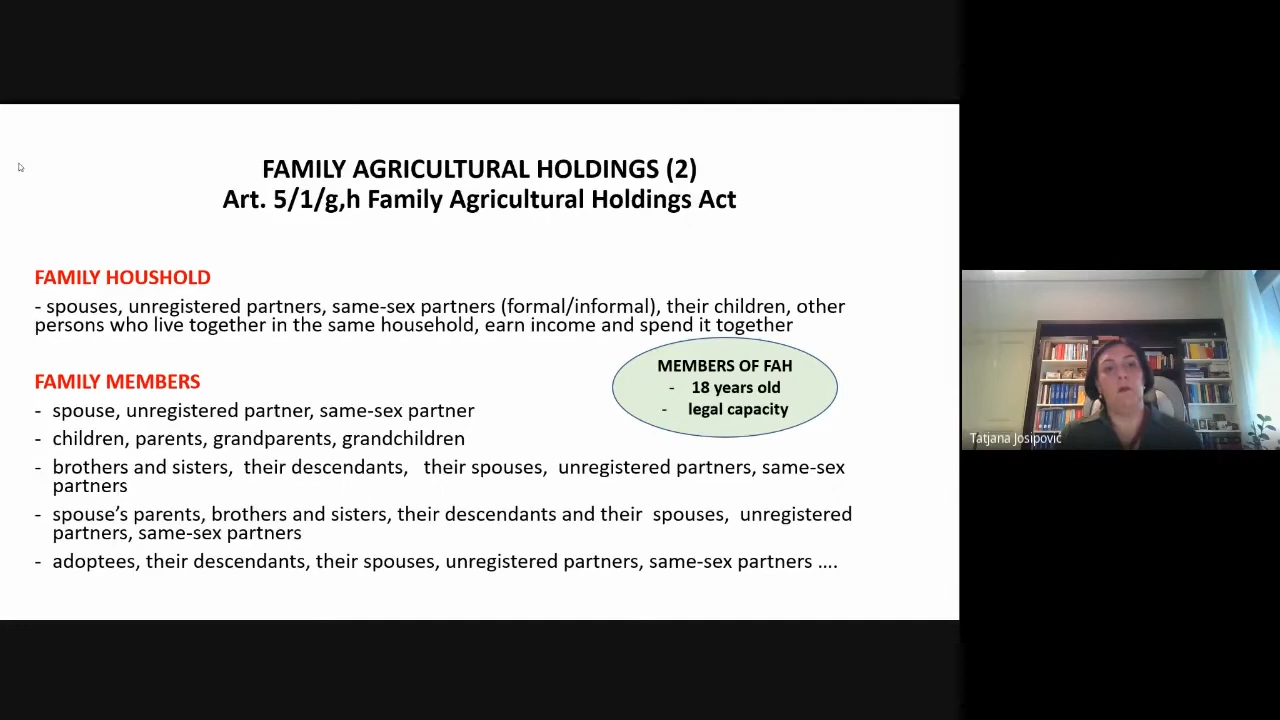 FAMILY AGRICULTURAL HOLDINGS (2)
Art. 5/1/g,h Family Agricultural Holdings Act
FAMILY HOUSHOLD
- spouses, unregistered partners, same-sex partners (formal/informal), their children, other
persons who live together in the same household, earn income and spend it together
MEMBERS OF FAH
- 18 years old
- legal capacity
FAMILY MEMBERS
- spouse, unregistered partner, same-sex partner
- children, parents, grandparents, grandchildren
- brothers and sisters, their descendants, their spouses, unregistered partners, same-sex
partners
- spouse’s parents, brothers and sisters, their descendants and their spouses, unregistered
partners, same-sex partners
- adoptees, their descendants, their spouses, unregistered partners, same-sex partners ....
Tatjana Josipović